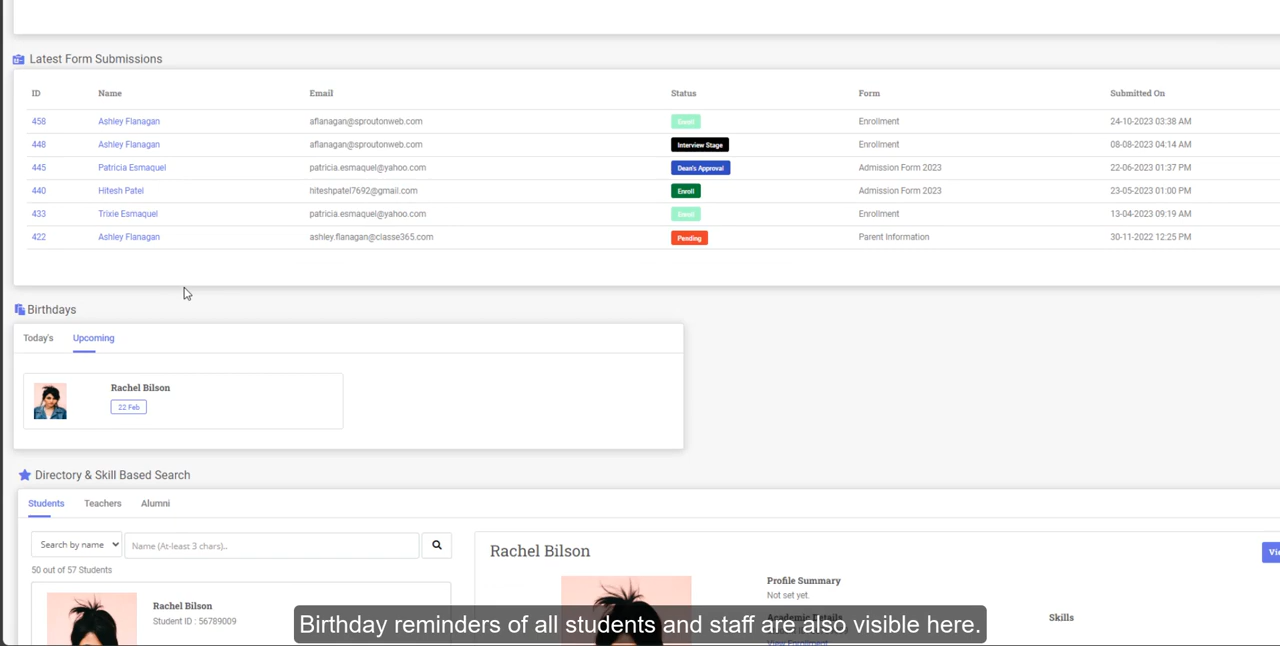 Latest Form Submissions
ID Name Email Status Form Submitted On
458 Ashley Flanagan aflanagan@sproutonweb.com Enroll Enrollment 24-10-2023 03:38 AM
448 Ashley Flanagan aflanagan@sproutonweb.com Interview Stage Enrollment 08-08-2023 04:14 AM
445 Patricia Esmaquel patricia.esmaquel@yahoo.com Dean's Approval Admission Form 2023 22-06-2023 01:37 PM
440 Hitesh Patel hiteshpatel7692@gmail.com Enroll Admission Form 2023 23-05-2023 01:00 PM
433 Trixie Esmaquel patricia.esmaquel@yahoo.com Enroll Enrollment 13-04-2023 09:19 AM
422 Ashley Flanagan ashley.flanagan@classe365.com Pending Parent Information 30-11-2022 12:25 PM
Birthdays
Today's Upcoming
Rachel Bilson
22 Feb
Directory & Skill Based Search
Students Teachers Alumni
Search by name Name (At-least 3 chars)...
50 out of 57 Students
Rachel Bilson
Student ID : 56789009
Rachel Bilson
Profile Summary
Not set yet.
Academic Details
View Enrollment
Skills
Birthday reminders of all students and staff are also visible here.